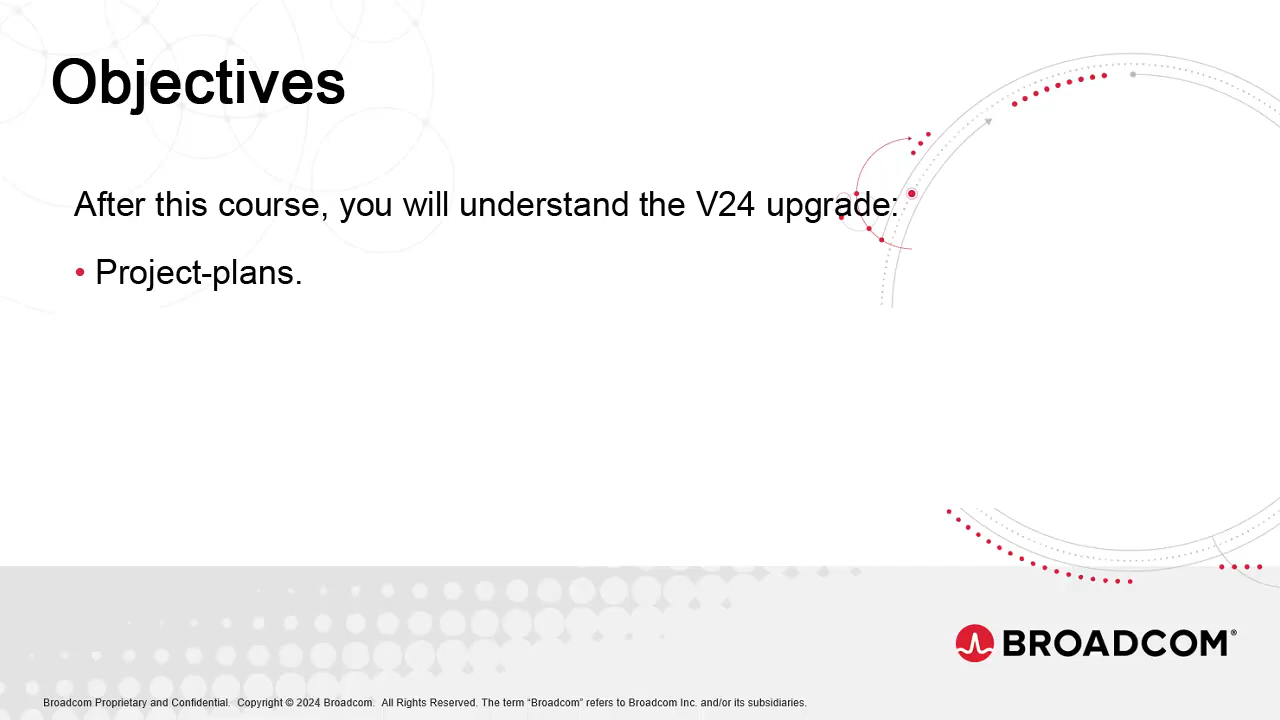 Objectives
After this course, you will understand the V24 upgrade:
• Project-plans.
BROADCOM®
Broadcom Proprietary and Confidential. Copyright © 2024 Broadcom. All Rights Reserved. The term “Broadcom” refers to Broadcom Inc. and/or its subsidiaries.